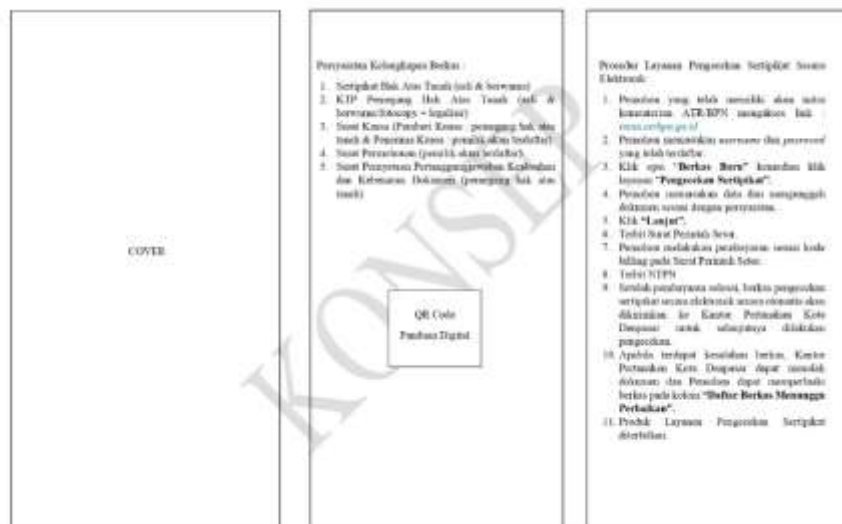 COVER
Persyaratan Kelengkapan Berkas :
1. Sertipikat Hak Atas Tanah (asli & berwarna)
2. KTP Pemegang Hak Atas Tanah (asli &
berwarna/fotocopy + legalisir)
3. Surat Kuasa (Pemberi Kuasa : pemegang hak atas
tanah & Penerima Kuasa : pemilik akun terdaftar)
4. Surat Permohonan (pemilik akun terdaftar)
5. Surat Pernyataan Pertanggungjawaban Keabsahan
dan Kebenaran Dokumen (pemegang hak atas
tanah)
QR Code
Panduan Digital
Prosedur Layanan Pengecekan Sertipikat Secara
Elektronik:
1. Pemohon yang telah memiliki akun mitra
kementerian ATR/BPN mengakses link :
2. Pemohon memasukkan username dan password
yang telah terdaftar.
3. Klik opsi "Berkas Baru" kemudian klik
layanan "Pengecekan Sertipikat".
4. Pemohon memasukan data dan mengunggah
dokumen sesuai dengan persyaratan.
5. Klik "Lanjut".
6. Terbit Surat Perintah Setor.
7. Pemohon melakukan pembayaran sesuai kode
billing pada Surat Perintah Setor.
8. Terbit NTPN
9. Setelah pembayaran selesai, berkas pengecekan
sertipikat secara elektronik secara otomatis akan
dikirimkan ke Kantor Pertanahan Kota
Denpasar untuk selanjutnya dilakukan
pengecekan.
10. Apabila terdapat kesalahan berkas, Kantor
Pertanahan Kota Denpasar dapat menolak
dokumen dan Pemohon dapat memperbaiki
berkas pada kolom "Daftar Berkas Menunggu
Perbaikan".
11. Produk Layanan Pengecekan Sertipikat
diterbitkan.
KONSEP